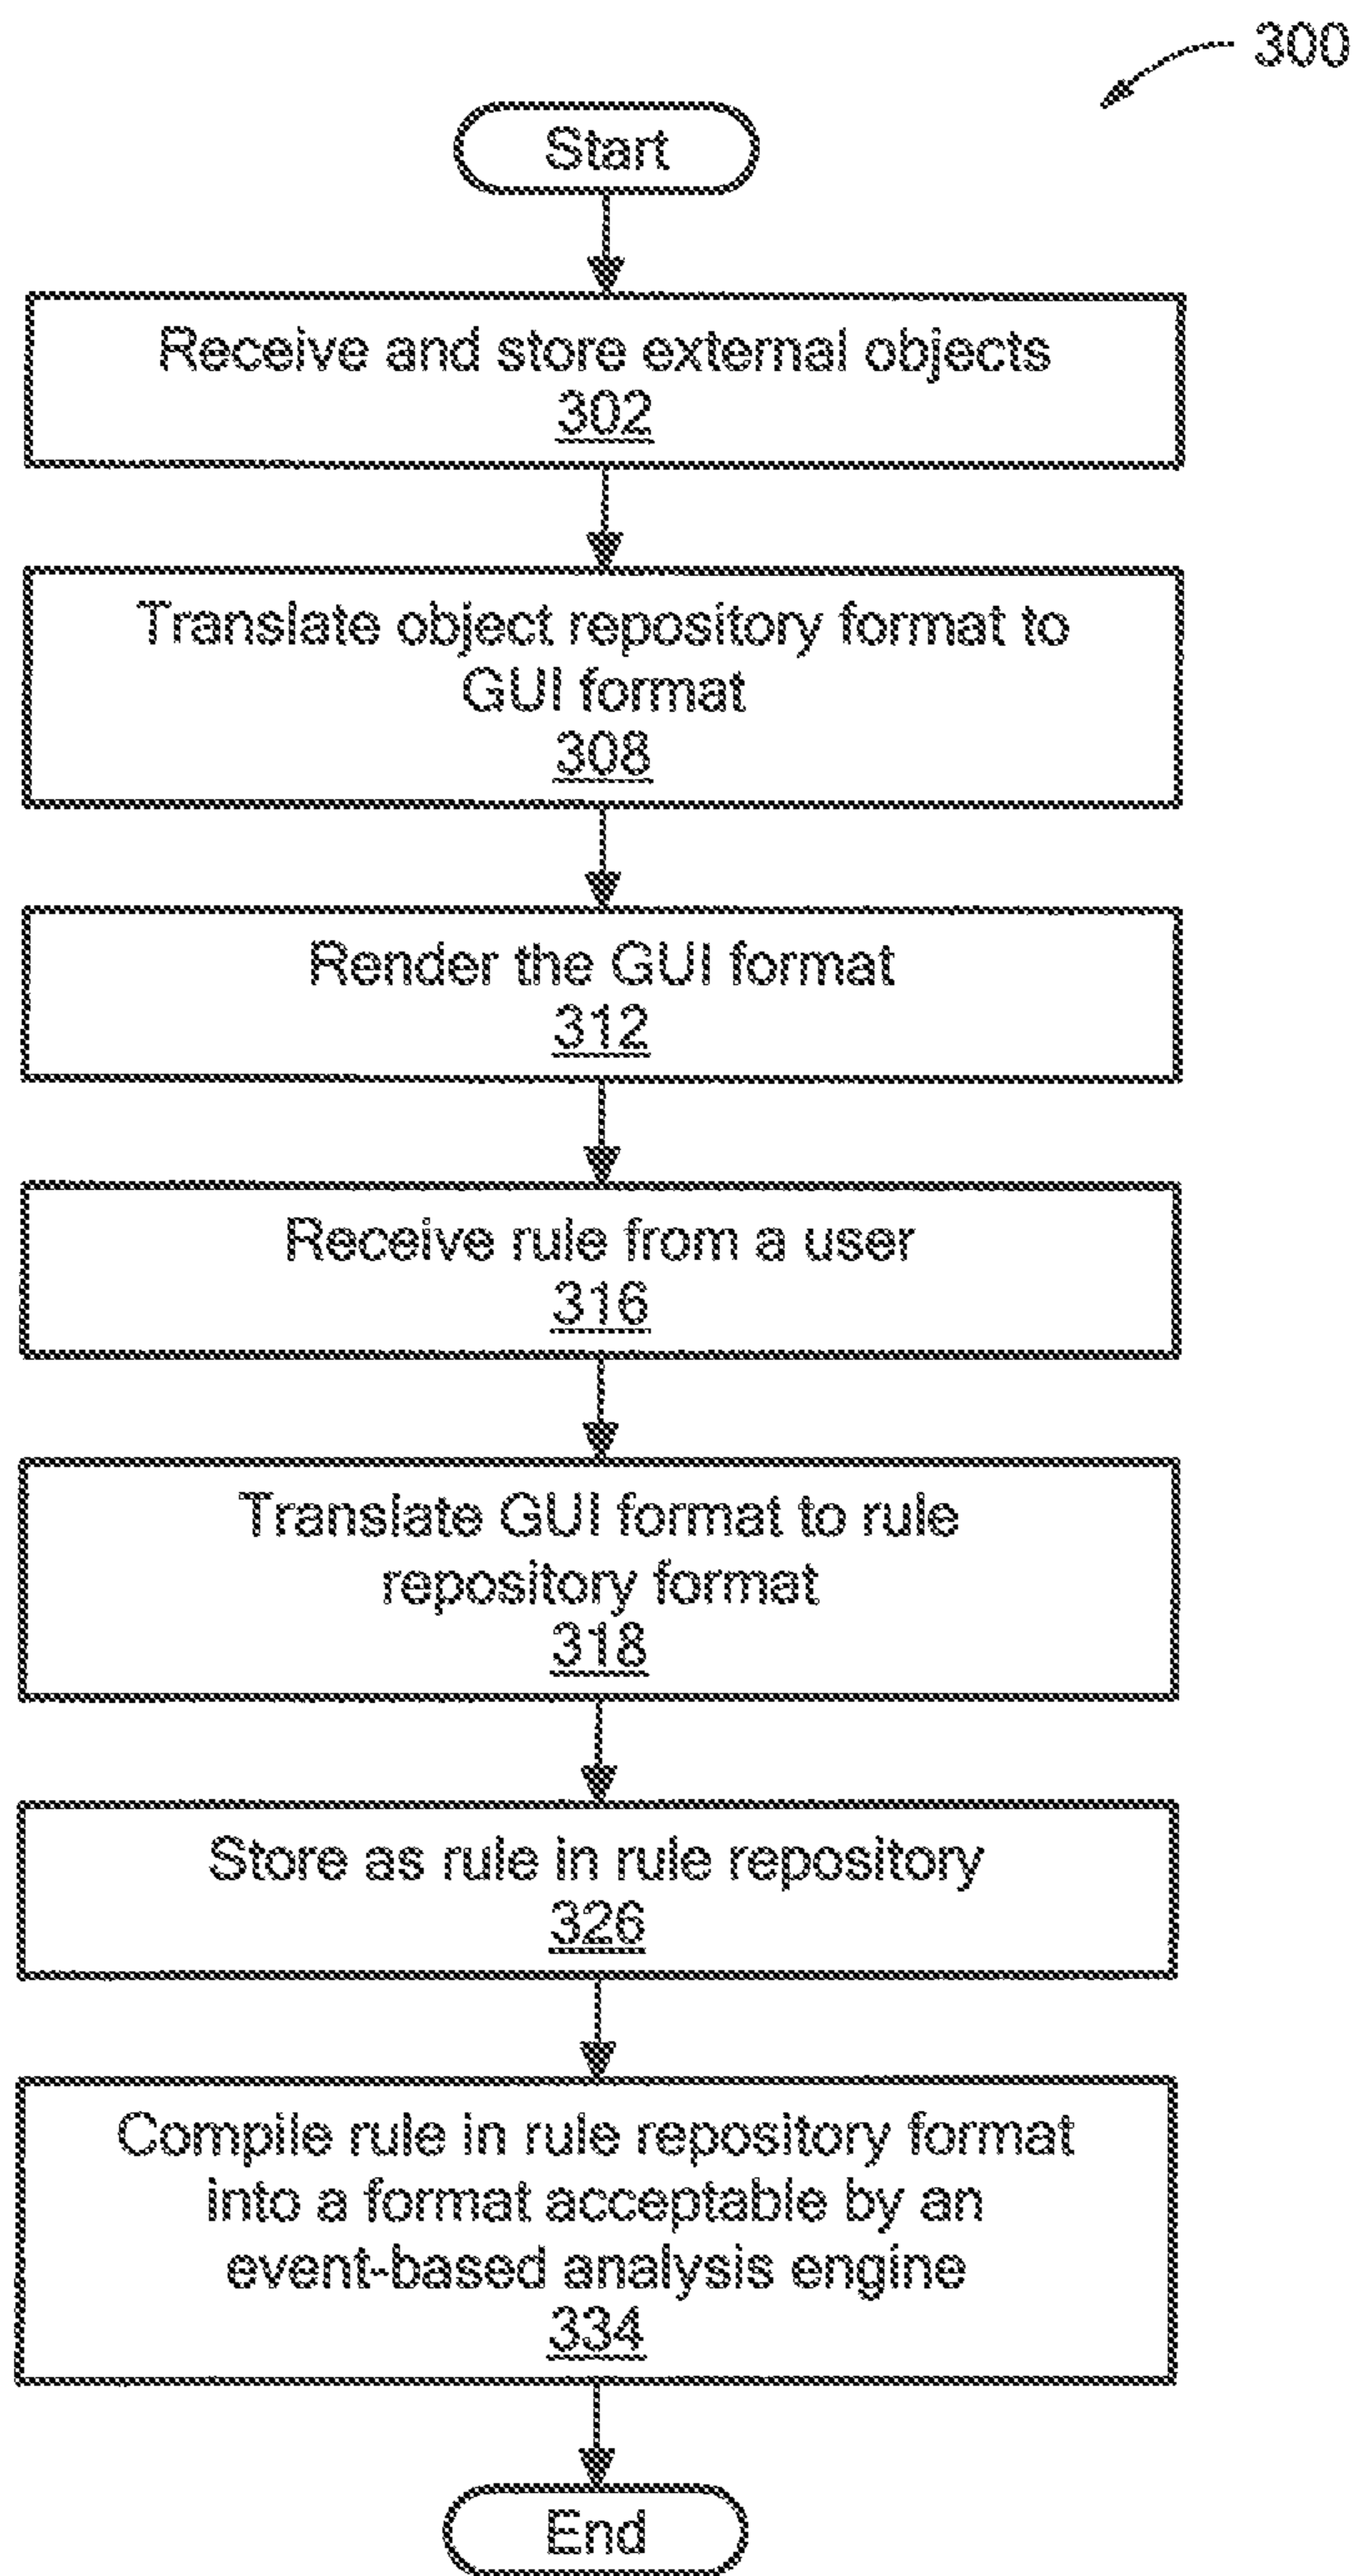 300
Start
Receive and store external objects
302
Translate object repository format to
GUI format
308
Render the GUI format
312
Receive rule from a user
316
Translate GUI format to rule
repository format
318
Store as rule in rule repository
326
Compile rule in rule repository format
into a format acceptable by an
event-based analysis engine
334
End